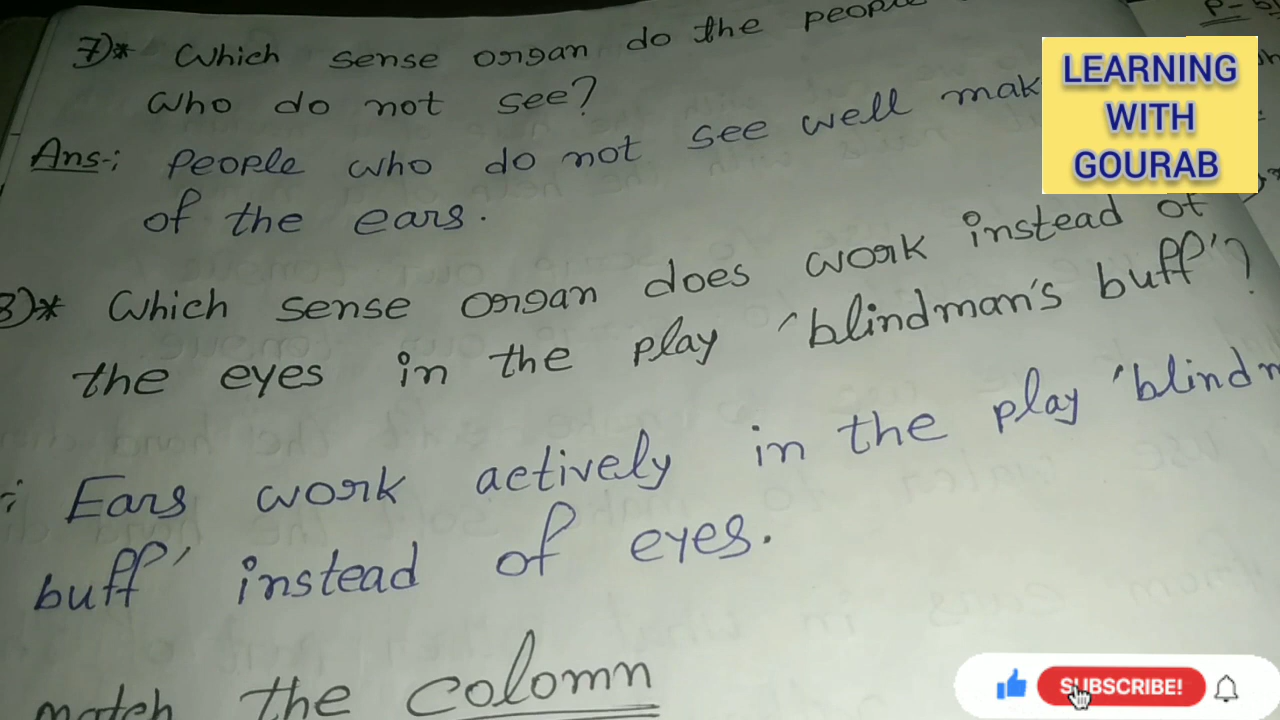 7)* Which sense organ do the people
who do not see?
Ans-: People who do not see well mak
of the ears.
8)* Which sense organ does work instead of
the eyes in the play 'blindman's buff'?
: Ears work actively in the play 'blindm
buff' instead of eyes.
match the colomn
LEARNING
WITH
GOURAB
SUBSCRIBE!